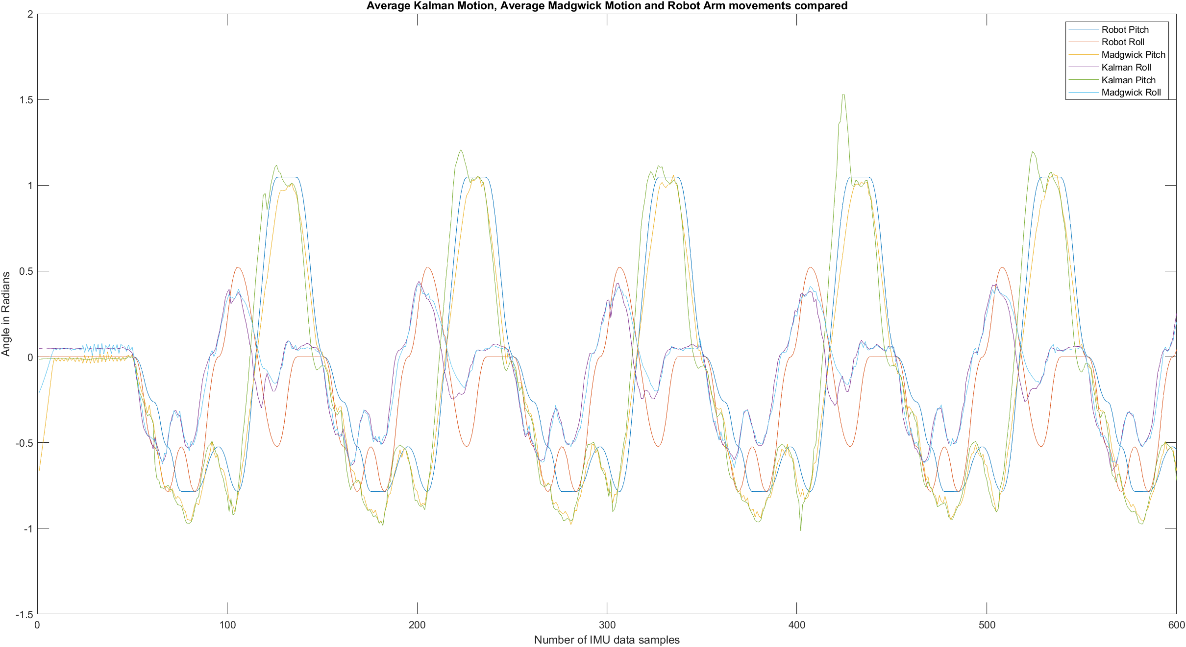 Average Kalman Motion, Average Madgwick Motion and Robot Arm movements compared
2
1.5
1
0.5
0
-0.5
-1
-1.5
Angle in Radians
Robot Pitch
Robot Roll
Madgwick Pitch
Kalman Roll
Kalman Pitch
Madgwick Roll
0 100 200 300 400 500 600
Number of IMU data samples